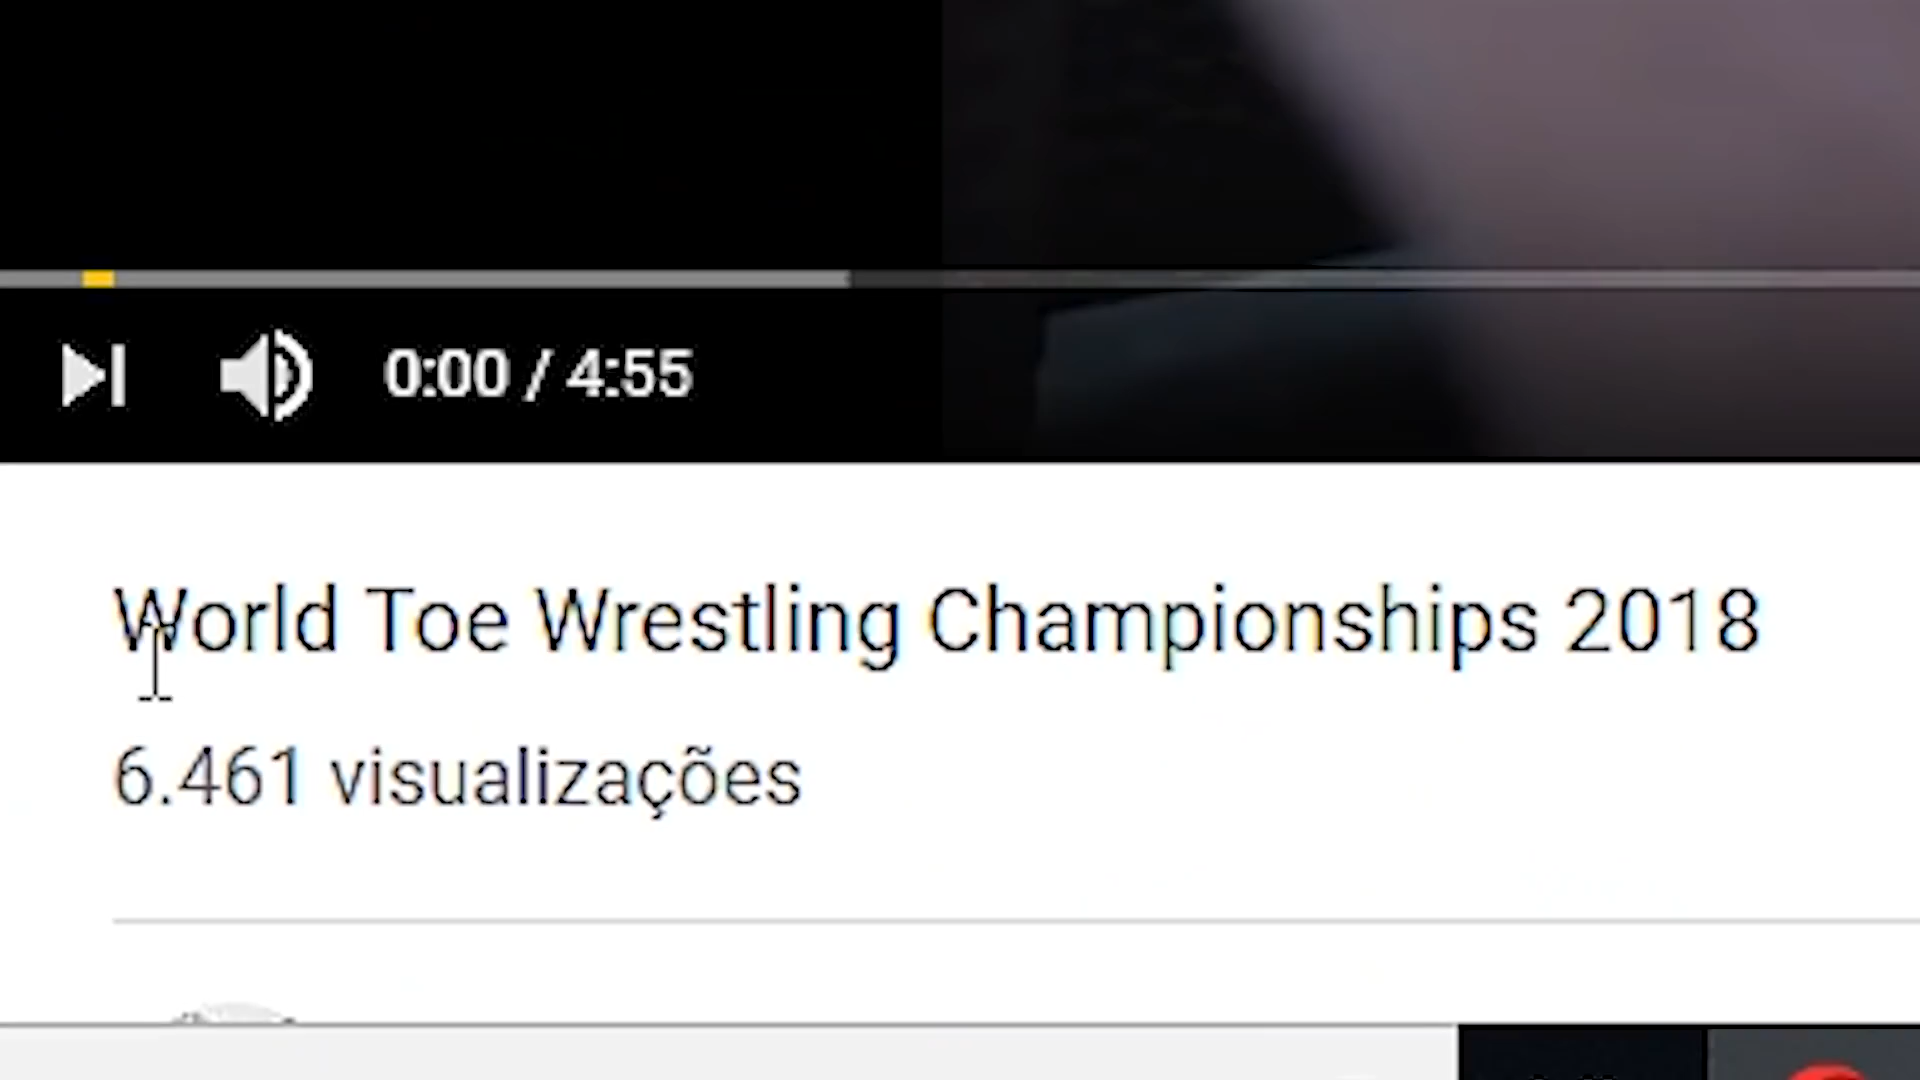 0:00 / 4:55
World Toe Wrestling Championships 2018
6.461 visualizações